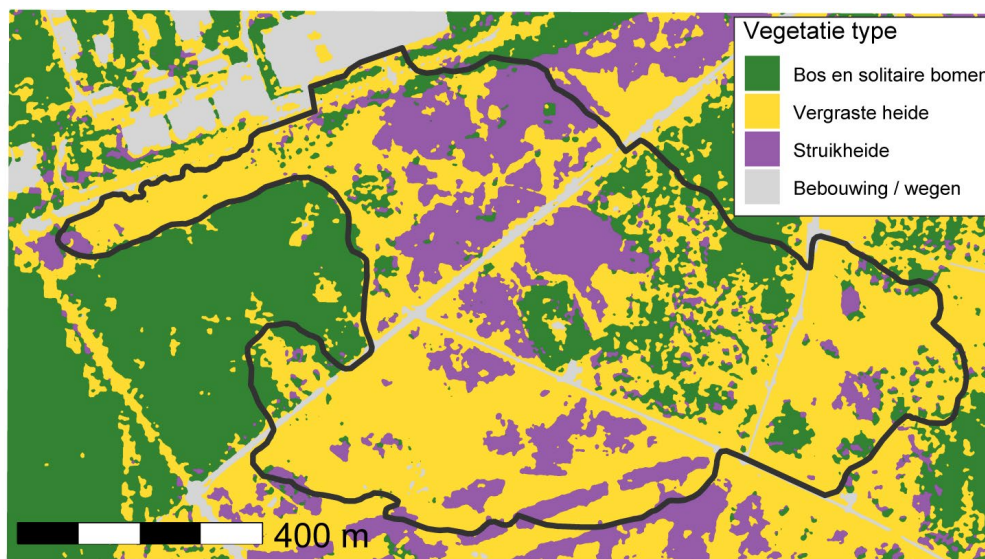 Vegetatie type
Bos en solitaire bomen
Vergraste heide
Struikheide
Bebouwing / wegen
400 m